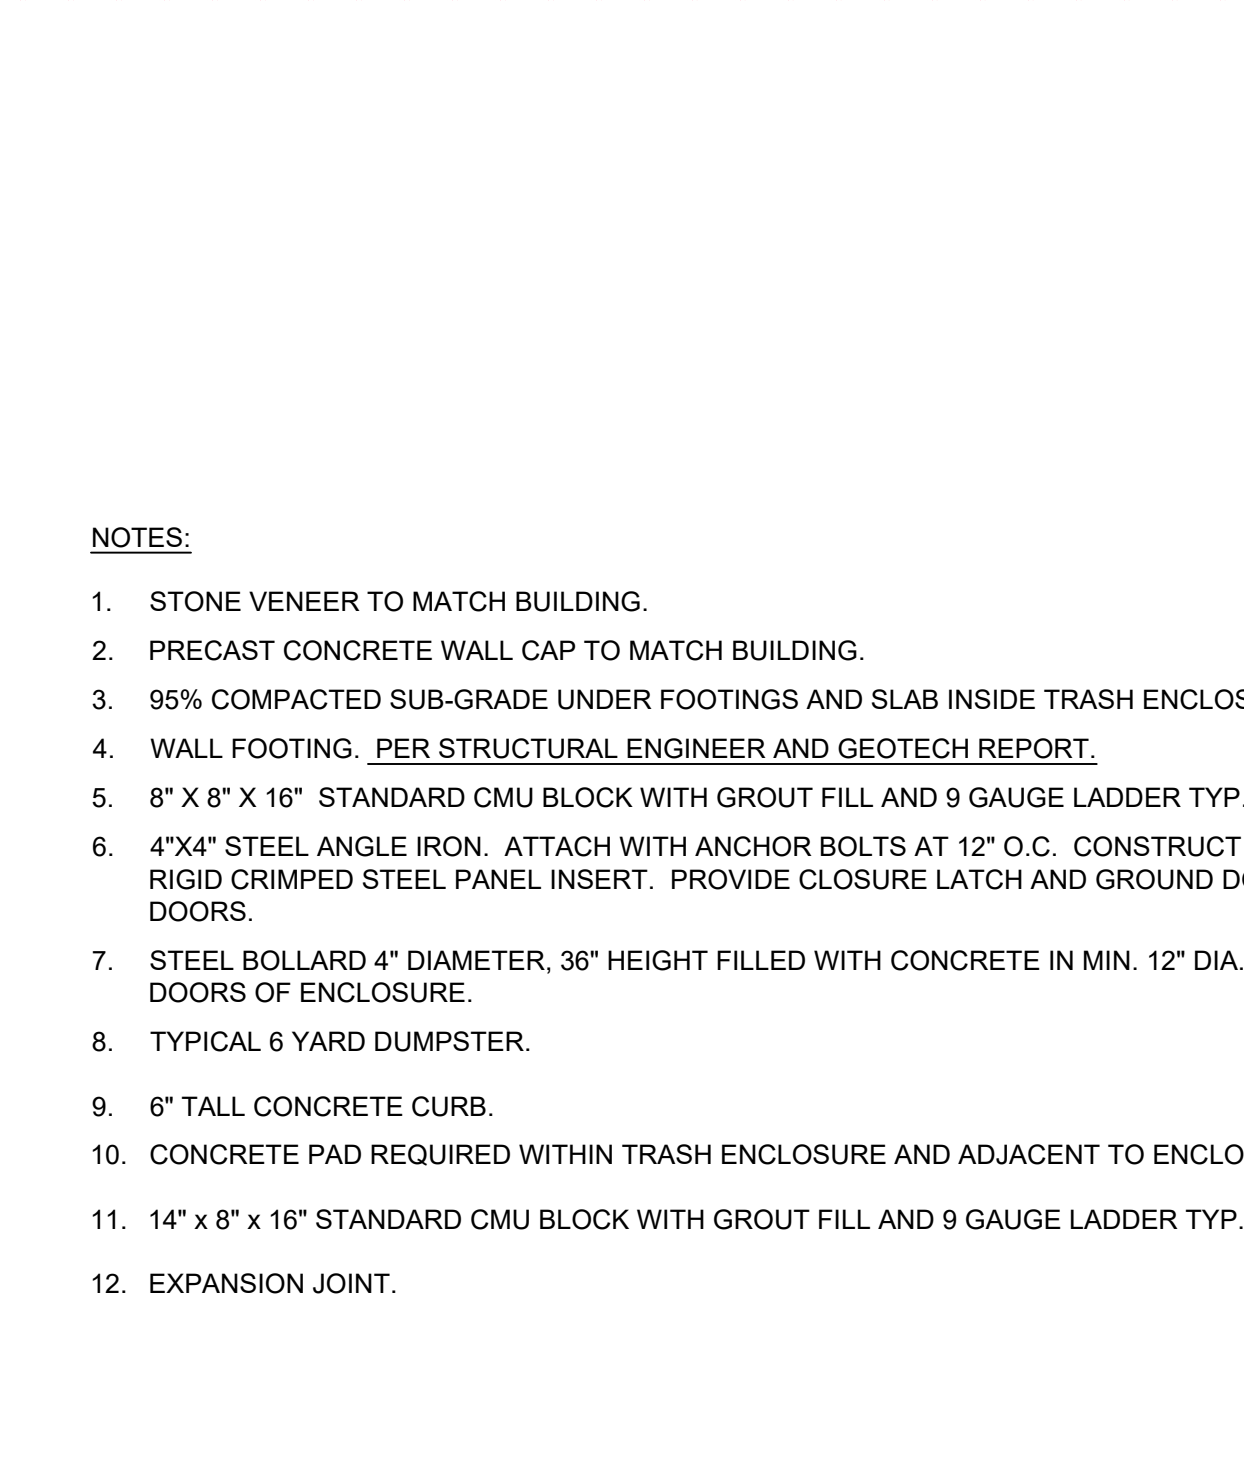 NOTES:
1. STONE VENEER TO MATCH BUILDING.
2. PRECAST CONCRETE WALL CAP TO MATCH BUILDING.
3. 95% COMPACTED SUB-GRADE UNDER FOOTINGS AND SLAB INSIDE TRASH
4. WALL FOOTING. PER STRUCTURAL ENGINEER AND GEOTECH REPORT.
5. 8" X 8" X 16" STANDARD CMU BLOCK WITH GROUT FILL AND 9 GAUGE LADDER TYP.
6. 4"X4" STEEL ANGLE IRON. ATTACH WITH ANCHOR BOLTS AT 12" O.C. CONSTRUCT
RIGID CRIMPED STEEL PANEL INSERT. PROVIDE CLOSURE LATCH AND GROUND
DOORS.
7. STEEL BOLLARD 4" DIAMETER, 36" HEIGHT FILLED WITH CONCRETE IN MIN. 12" DIA.
DOORS OF ENCLOSURE.
8. TYPICAL 6 YARD DUMPSTER.
9. 6" TALL CONCRETE CURB.
10. CONCRETE PAD REQUIRED WITHIN TRASH ENCLOSURE AND ADJACENT TO
11. 14" x 8" x 16" STANDARD CMU BLOCK WITH GROUT FILL AND 9 GAUGE LADDER TYP.
12. EXPANSION JOINT.